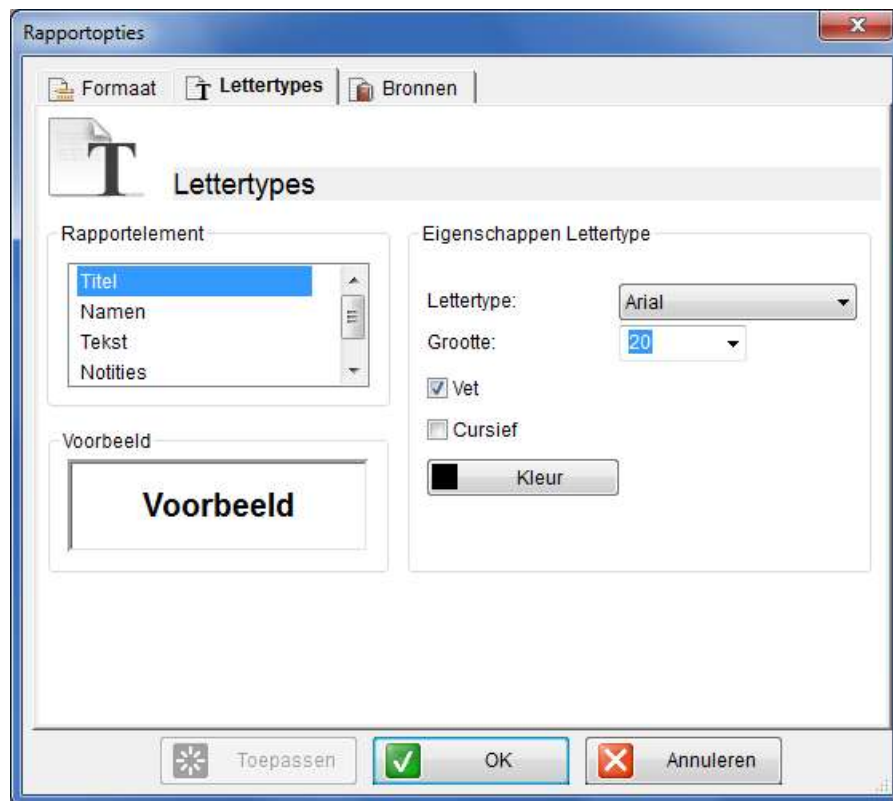 Rapportopties
Formaat
Lettertypes
Bronnen
T
Lettertypes
Rapportelement
Titel
Namen
Tekst
Notities
Voorbeeld
Voorbeeld
Eigenschappen Lettertype
Lettertype: Arial
Grootte: 20
Vet
Cursief
Kleur
Toepassen
OK
Annuleren